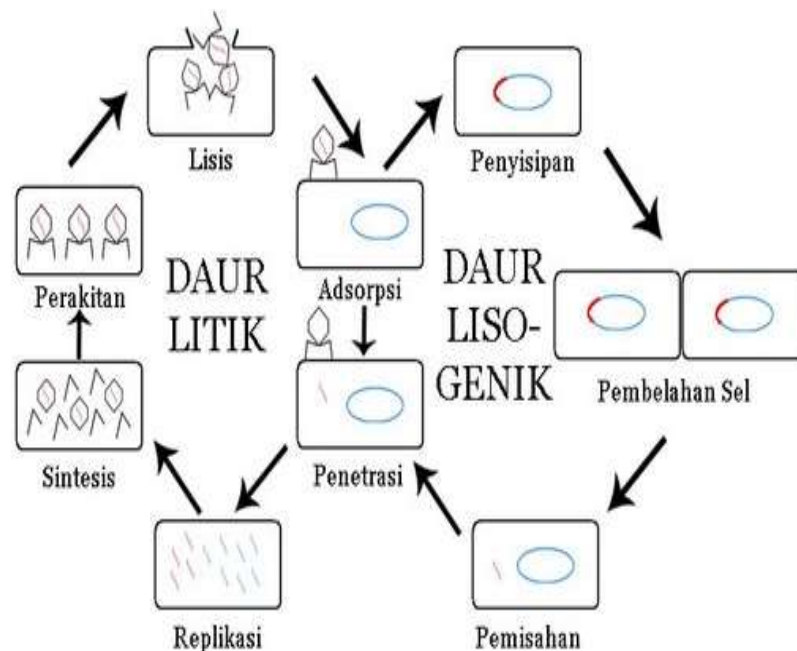 Lisis
Penyisipan
Perakitan
DAUR
LITIK
Adsorpsi
DAUR
LISO-
GENIK
Pembelahan Sel
Sintesis
Penetrasi
Replikasi
Pemisahan